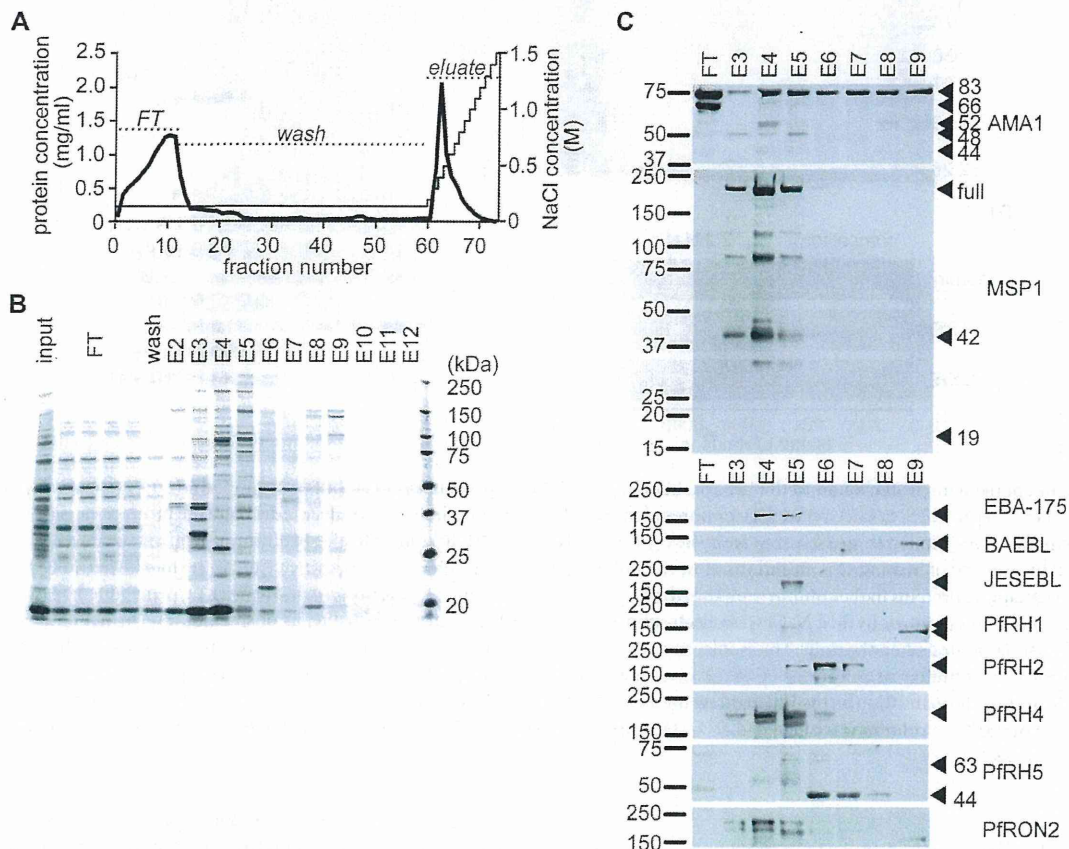 A
protein concentration
(mg/ml)
2.5
2.0
1.5
1.0
0.5
0
FT
wash
eluate
1.5
1.0
0.5
0
NaCl concentration
(M)
0 10 20 30 40 50 60 70
fraction number
B
input
FT
wash
E2
E3
E4
E5
E6
E7
E8
E9
E10
E11
E12
(kDa)
250
150
100
75
50
37
25
20
C
FT
E3
E4
E5
E6
E7
E8
E9
75
50
37
83
66
52
48
44
AMA1
250
150
100
75
50
37
25
20
15
full
42
19
MSP1
FT
E3
E4
E5
E6
E7
E8
E9
250
150
EBA-175
150
BAEBL
250
150
JESEBL
250
150
PfRH1
250
150
PfRH2
250
150
PfRH4
75
50
63
44
PfRH5
250
150
PfRON2